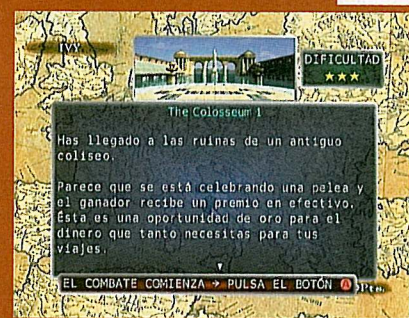 IVY
DIFICULTAD
★★★
The Colosseum 1
Has llegado a las ruinas de un antiguo
coliseo.
Parece que se está celebrando una pelea y
el ganador recibe un premio en efectivo.
Ésta es una oportunidad de oro para el
dinero que tanto necesitas para tus
viajes.
EL COMBATE COMIENZA → PULSA EL BOTÓN A